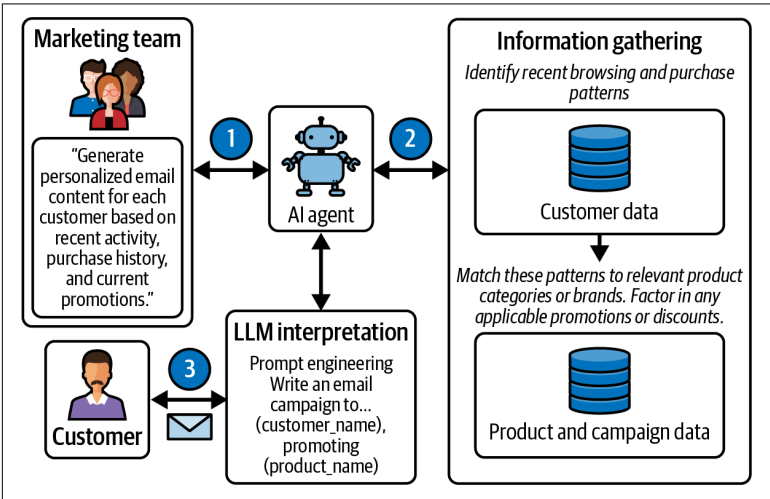 Marketing team
“Generate
personalized email
content for each
customer based on
recent activity,
purchase history,
and current
promotions.”
1
AI agent
2
Information gathering
Identify recent browsing and purchase
patterns
Customer data
Match these patterns to relevant product
categories or brands. Factor in any
applicable promotions or discounts.
Product and campaign data
LLM interpretation
Prompt engineering
Write an email
campaign to...
(customer_name),
promoting
(product_name)
3
Customer